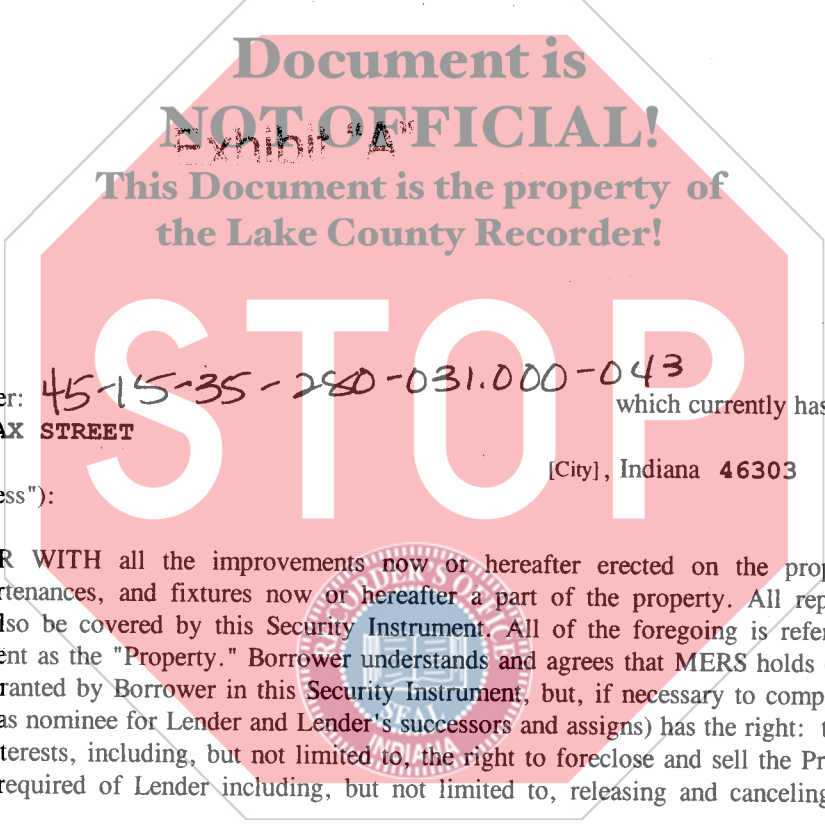 Document is
NOT OFFICIAL!
Exhibit "A"
This Document is the property of
the Lake County Recorder!
STOP
er: 45-15-35-280-031.000-043
which currently has
AX STREET
[City], Indiana 46303
ess"):
R WITH all the improvements now or hereafter erected on the prop
rtenances, and fixtures now or hereafter a part of the property. All rep
lso be covered by this Security Instrument. All of the foregoing is refer
ent as the "Property." Borrower understands and agrees that MERS holds
ranted by Borrower in this Security Instrument, but, if necessary to comp
as nominee for Lender and Lender's successors and assigns) has the right: t
terests, including, but not limited to, the right to foreclose and sell the Pr
required of Lender including, but not limited to, releasing and canceling
RECORDER'S OFFICE
SEAL
INDIANA